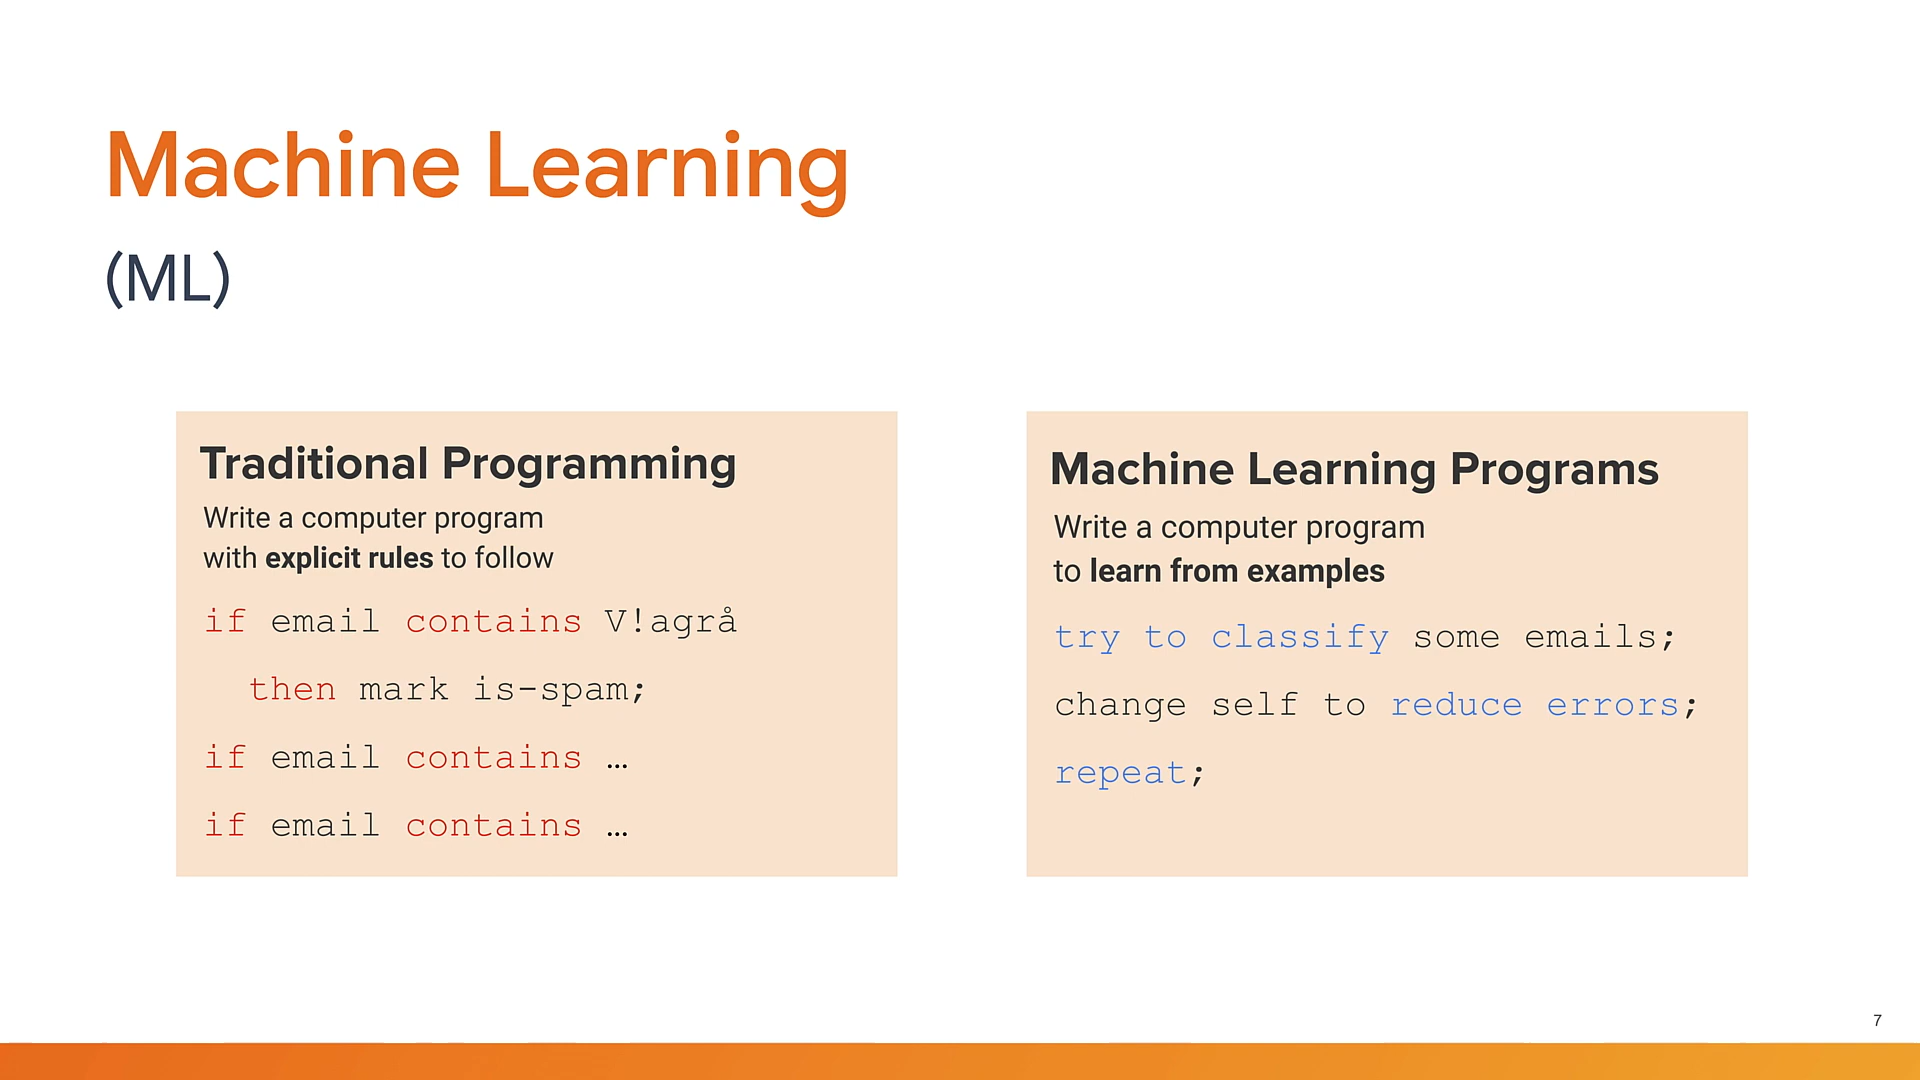 Machine Learning
(ML)
Traditional Programming
Write a computer program
with explicit rules to follow
if email contains V!agrå
then mark is-spam;
if email contains …
if email contains …
Machine Learning Programs
Write a computer program
to learn from examples
try to classify some emails;
change self to reduce errors;
repeat;
7